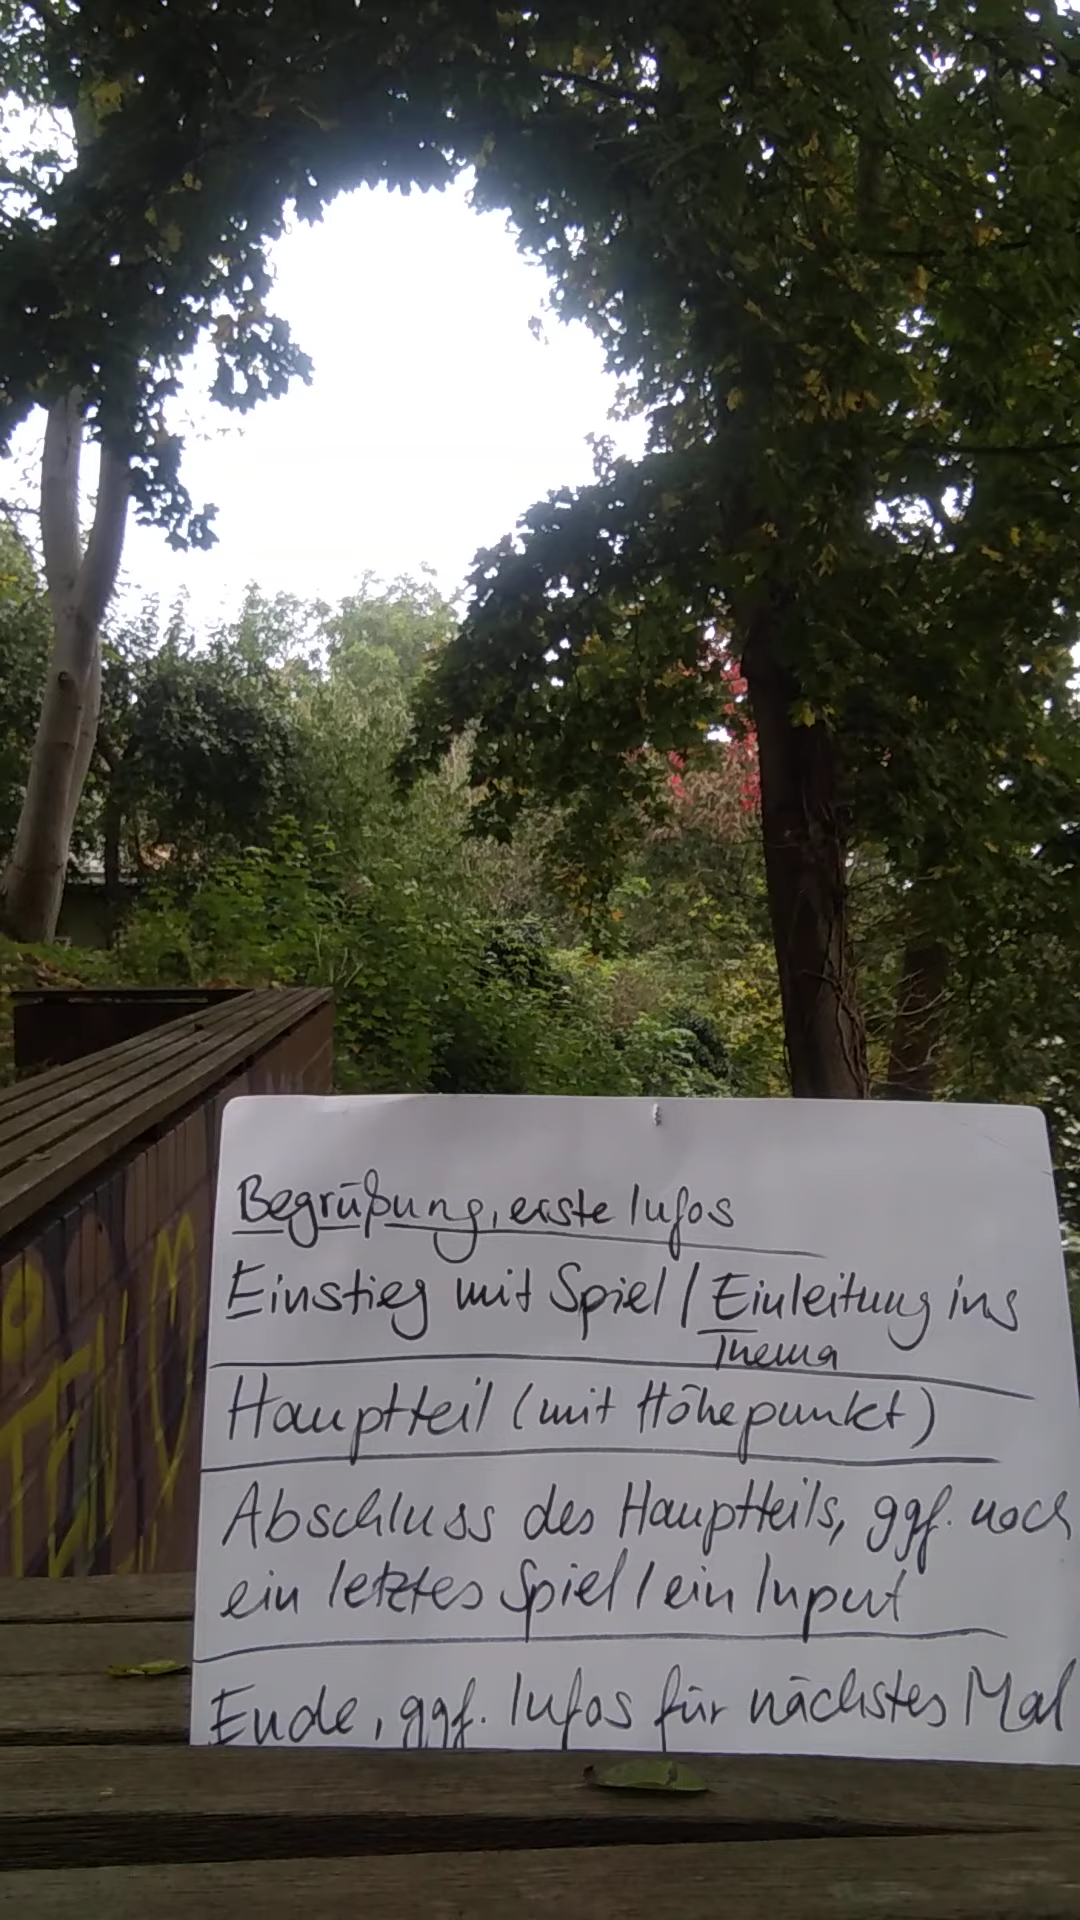 Begrüßung, erste Infos
Einstieg mit Spiel / Einleitung ins
Thema
Hauptteil (mit Höhepunkt)
Abschluss des Hauptteils, ggf. noch
ein letztes Spiel / ein Input
Ende, ggf. Infos für nächstes Mal